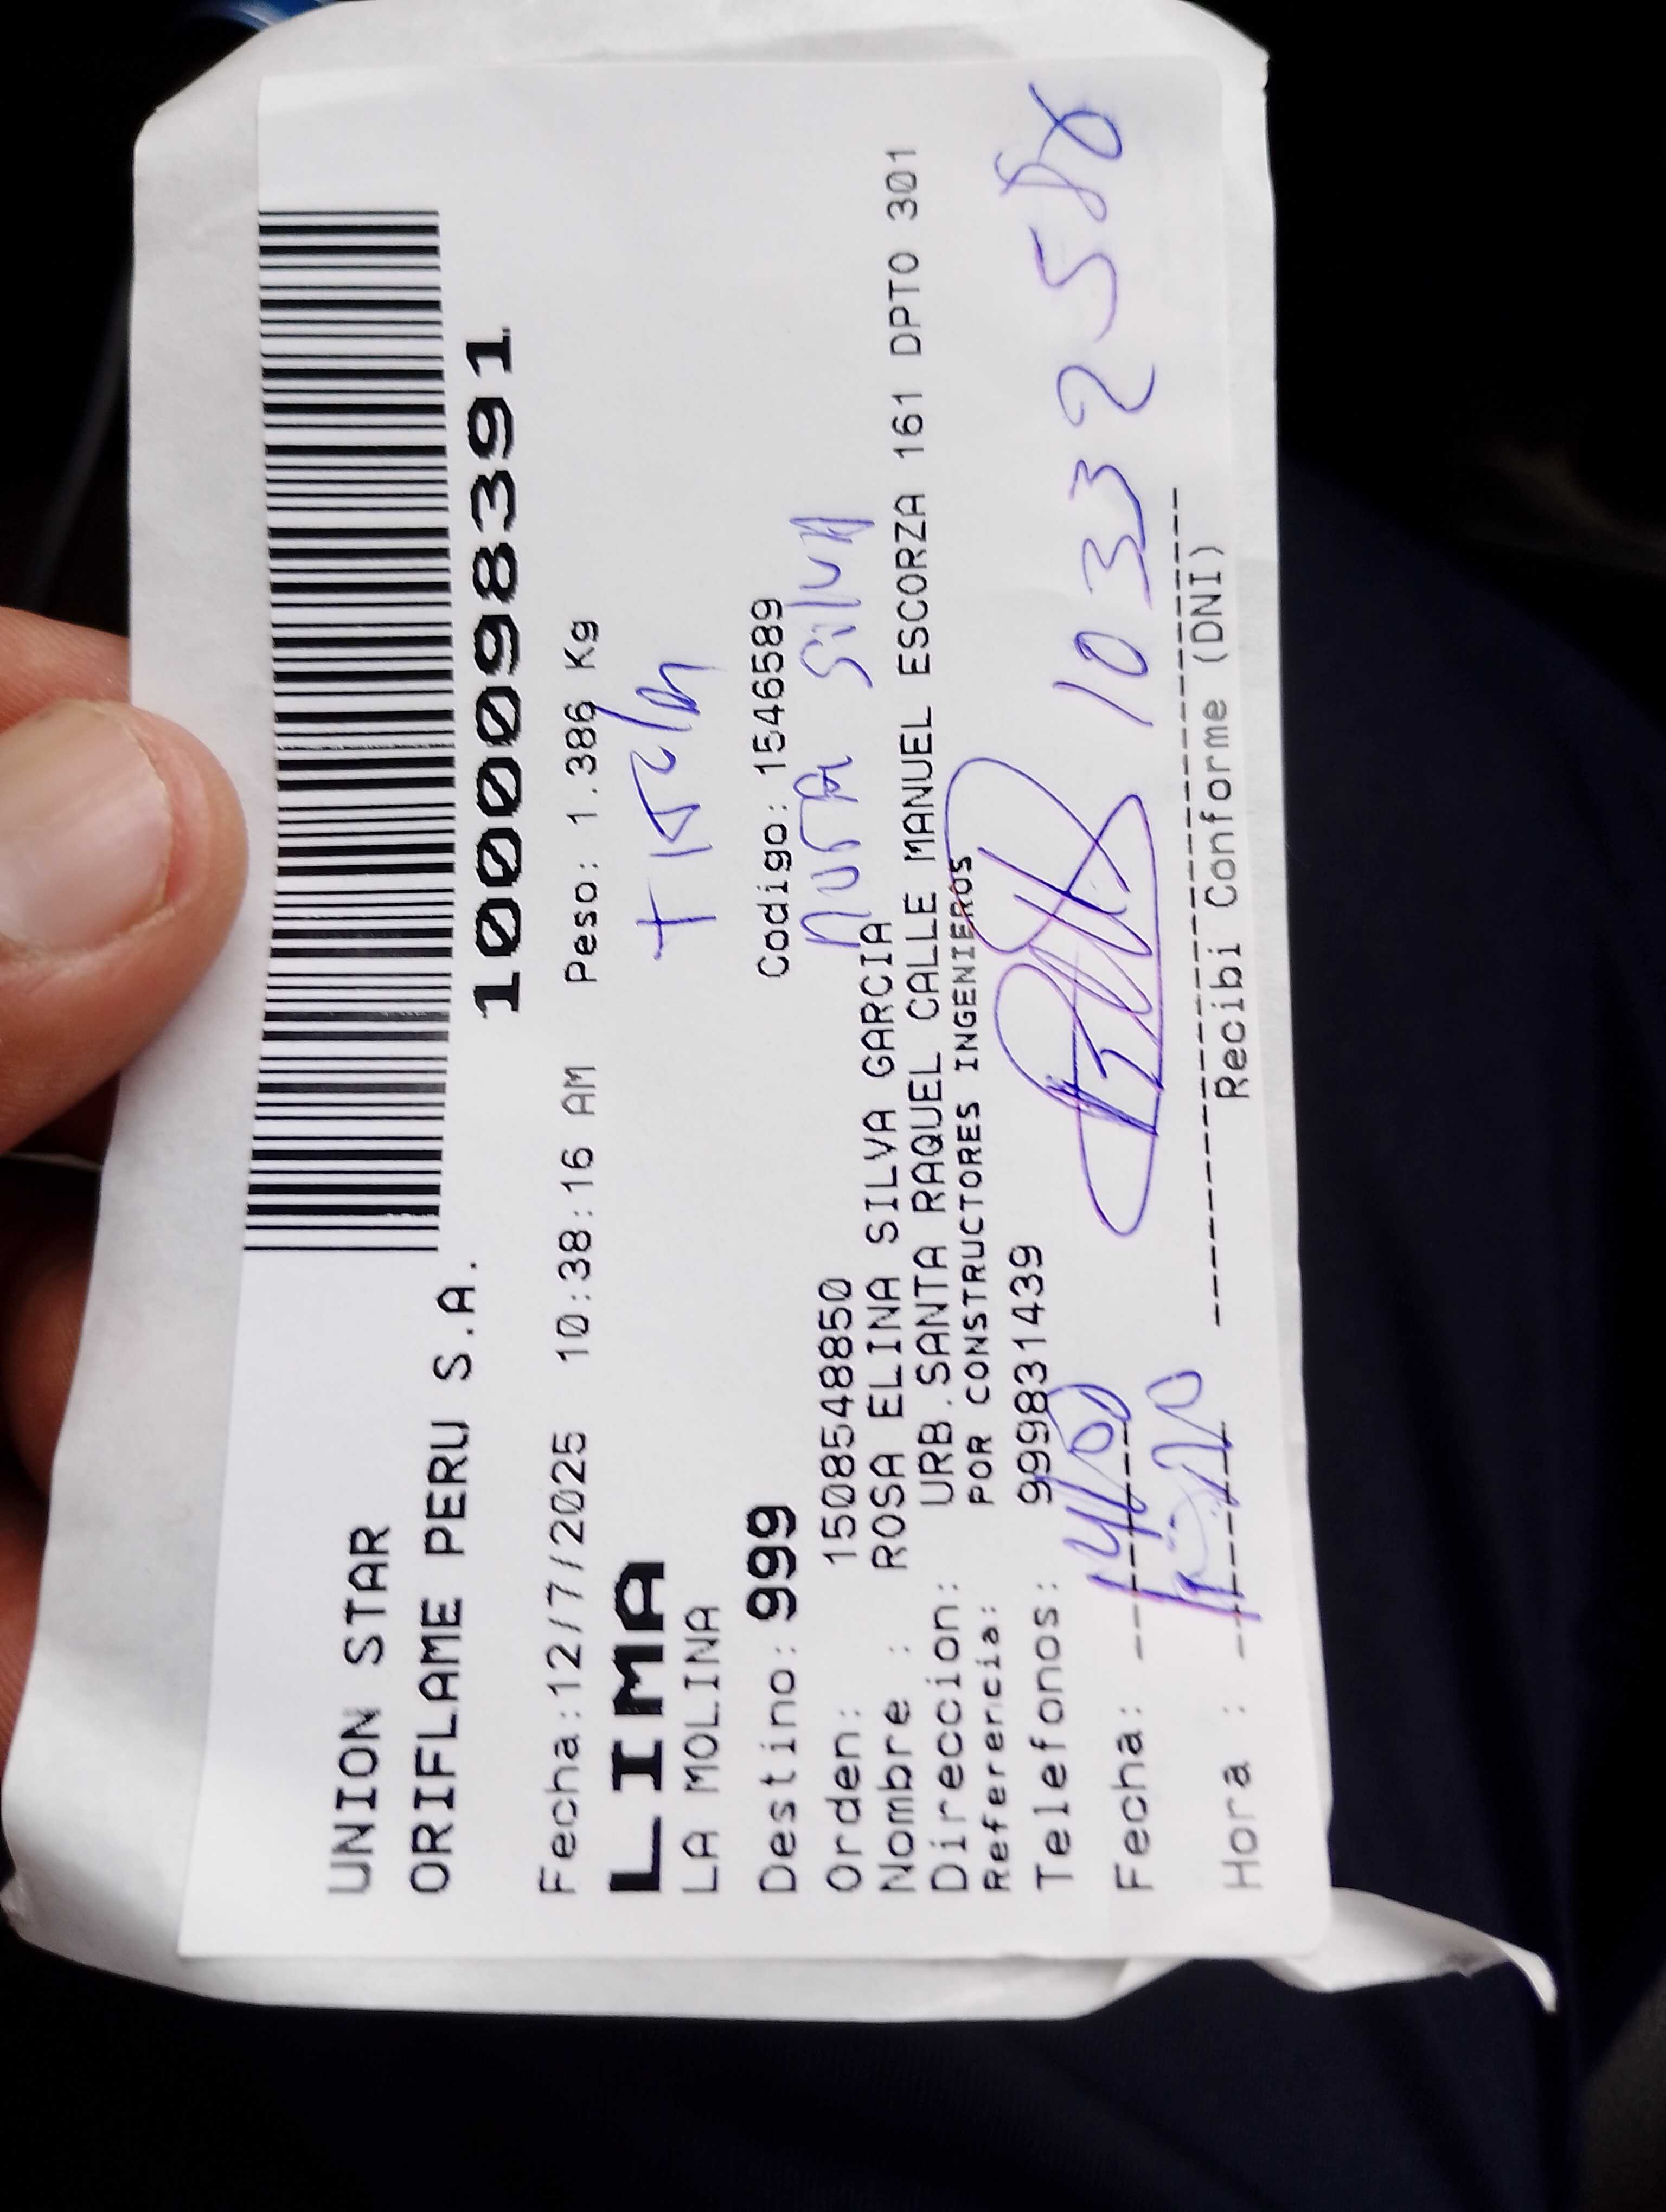 UNION STAR
ORIFLAME PERU S.A.
10000098391
Fecha:12/7/2025 10:38:16 AM Peso: 1.386 Kg
LIMA
LA MOLINA
Destino: 999 Codigo: 1546589
Silva
Orden: 1508548850
Nombre : ROSA ELINA SILVA GARCIA
Direccion: URB.SANTA RAQUEL CALLE MANUEL ESCORZA 161 DPTO 301
Referencia: POR CONSTRUCTORES INGENIEROS
Telefonos: 999831439
Fecha:
Hora :
Recibi Conforme (DNI)